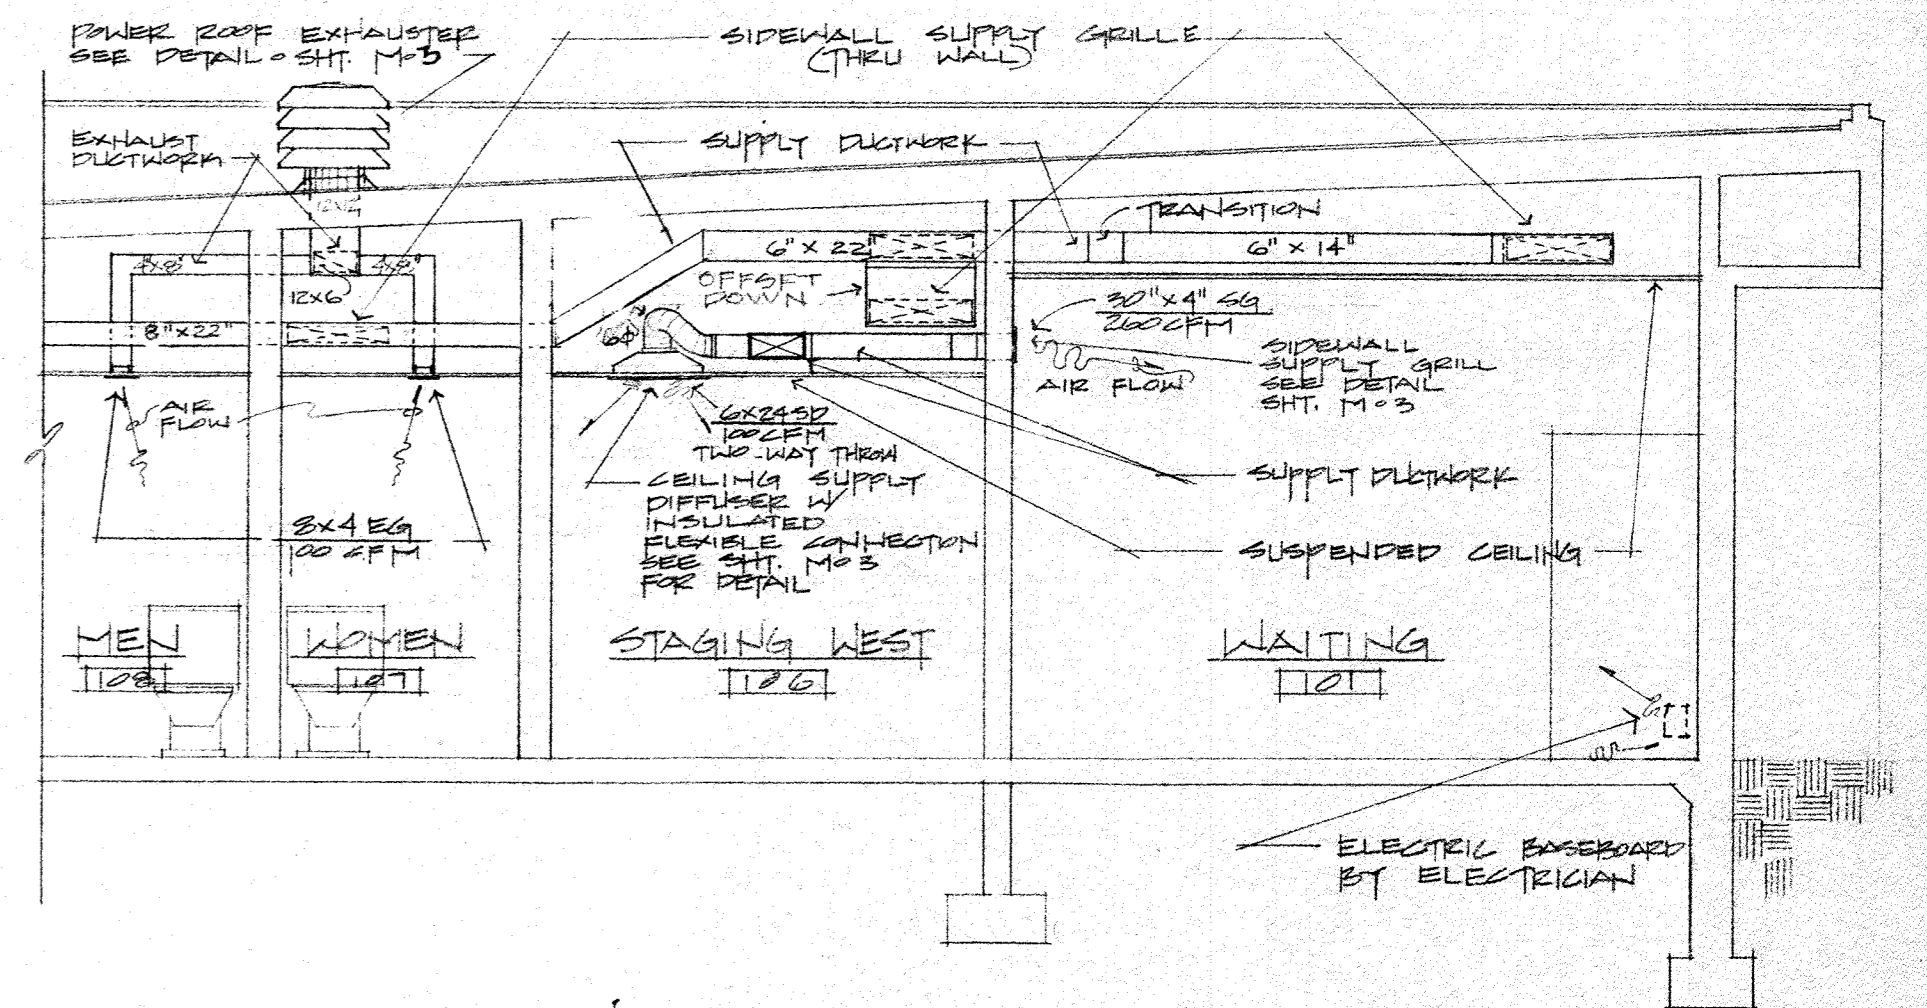 POWER ROOF EXHAUSTER
SEE DETAIL • SHT. M•3
SIDEWALL SUPPLY GRILLE
(THRU WALL)
EXHAUST
DUCTWORK
SUPPLY DUCTWORK
12X12
TRANSITION
4X8"
4X8"
12X6
6" X 22"
6" X 14"
OFFSET
DOWN
8"X22"
6⌀
30"X4" SG
260 CFM
AIR FLOW
SIDEWALL
SUPPLY GRILL
SEE DETAIL
SHT. M•3
AIR
FLOW
6X24SD
100 CFM
TWO-WAY THROW
CEILING SUPPLY
DIFFUSER W/
INSULATED
FLEXIBLE CONNECTION
SEE SHT. M•3
FOR DETAIL
SUPPLY DUCTWORK
8X4 EG
100 CFM
SUSPENDED CEILING
MEN
108
WOMEN
107
STAGING WEST
106
WAITING
101
ELECTRIC BASEBOARD
BY ELECTRICIAN